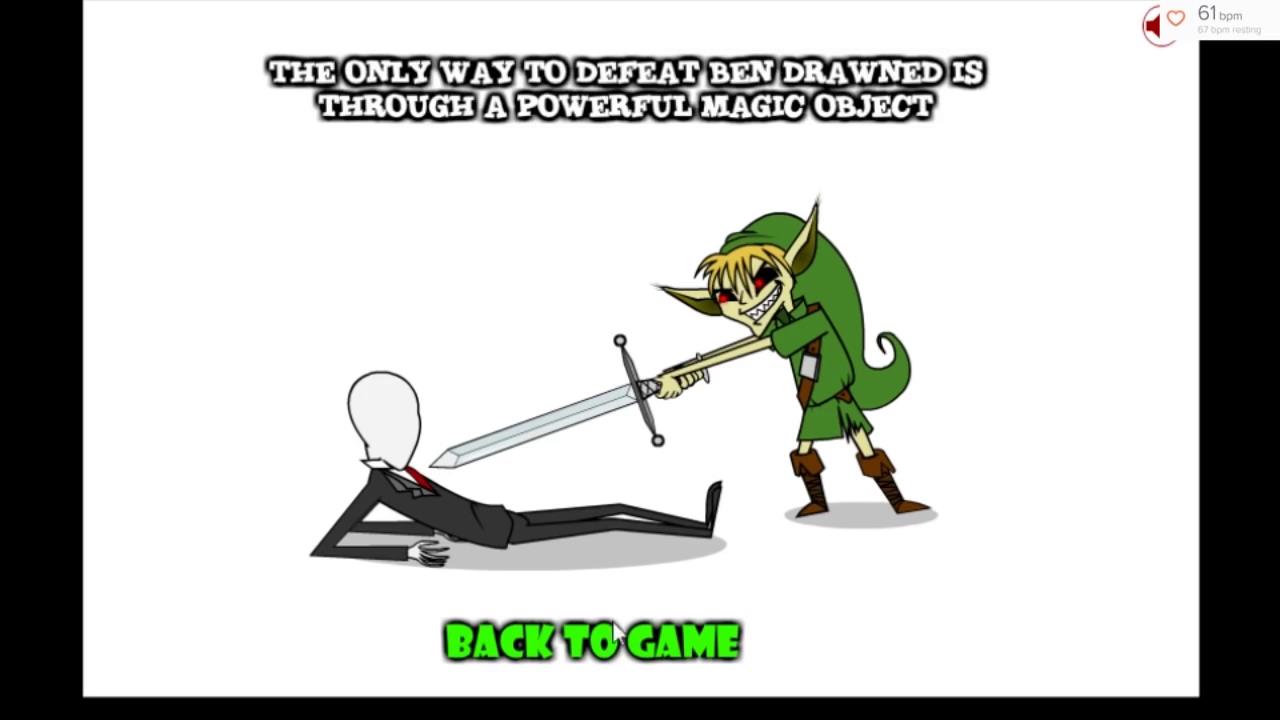 61 bpm
67 bpm resting
THE ONLY WAY TO DEFEAT BEN DRAWNED IS
THROUGH A POWERFUL MAGIC OBJECT
BACK TO GAME